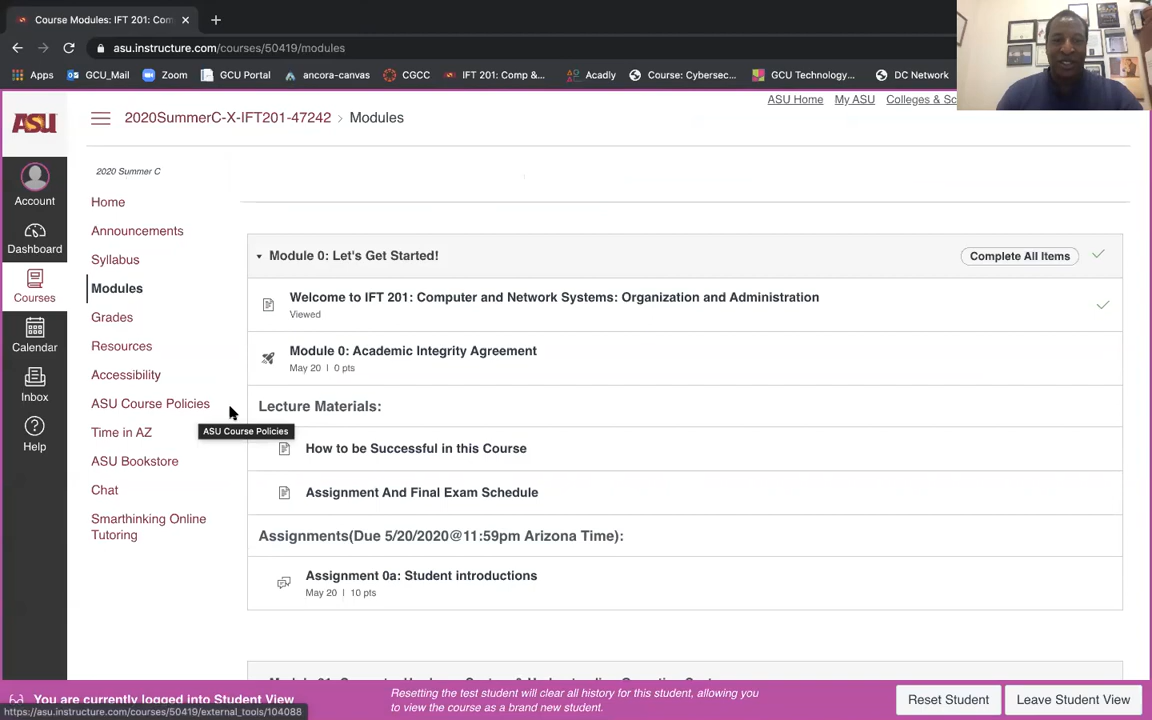 Course Modules: IFT 201: Com
asu.instructure.com/courses/50419/modules
Apps GCU_Mail Zoom GCU Portal ancora-canvas CGCC IFT 201: Comp &... Acadly Course: Cybersec... GCU Technology... DC Network
ASU Home My ASU Colleges & Sc
ASU
2020SummerC-X-IFT201-47242 > Modules
2020 Summer C
Account
Dashboard
Courses
Calendar
Inbox
Help
Home
Announcements
Syllabus
Modules
Grades
Resources
Accessibility
ASU Course Policies
Time in AZ
ASU Bookstore
Chat
Smarthinking Online
Tutoring
ASU Course Policies
Module 0: Let's Get Started!
Complete All Items
Welcome to IFT 201: Computer and Network Systems: Organization and Administration
Viewed
Module 0: Academic Integrity Agreement
May 20 | 0 pts
Lecture Materials:
How to be Successful in this Course
Assignment And Final Exam Schedule
Assignments(Due 5/20/2020@11:59pm Arizona Time):
Assignment 0a: Student introductions
May 20 | 10 pts
You are currently logged into Student View
Resetting the test student will clear all history for this student, allowing you
to view the course as a brand new student.
Reset Student
Leave Student View
https://asu.instructure.com/courses/50419/external_tools/104088